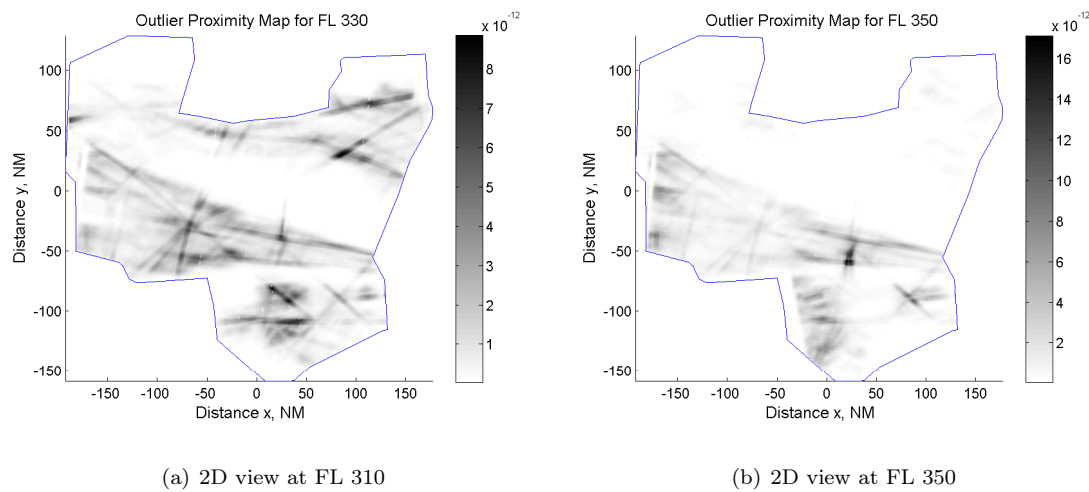 Outlier Proximity Map for FL 330
x 10^-12
8
7
6
5
4
3
2
1
100
50
0
-50
-100
-150
Distance y, NM
-150 -100 -50 0 50 100 150
Distance x, NM
(a) 2D view at FL 310
Outlier Proximity Map for FL 350
x 10^-12
16
14
12
10
8
6
4
2
100
50
0
-50
-100
-150
Distance y, NM
-150 -100 -50 0 50 100 150
Distance x, NM
(b) 2D view at FL 350